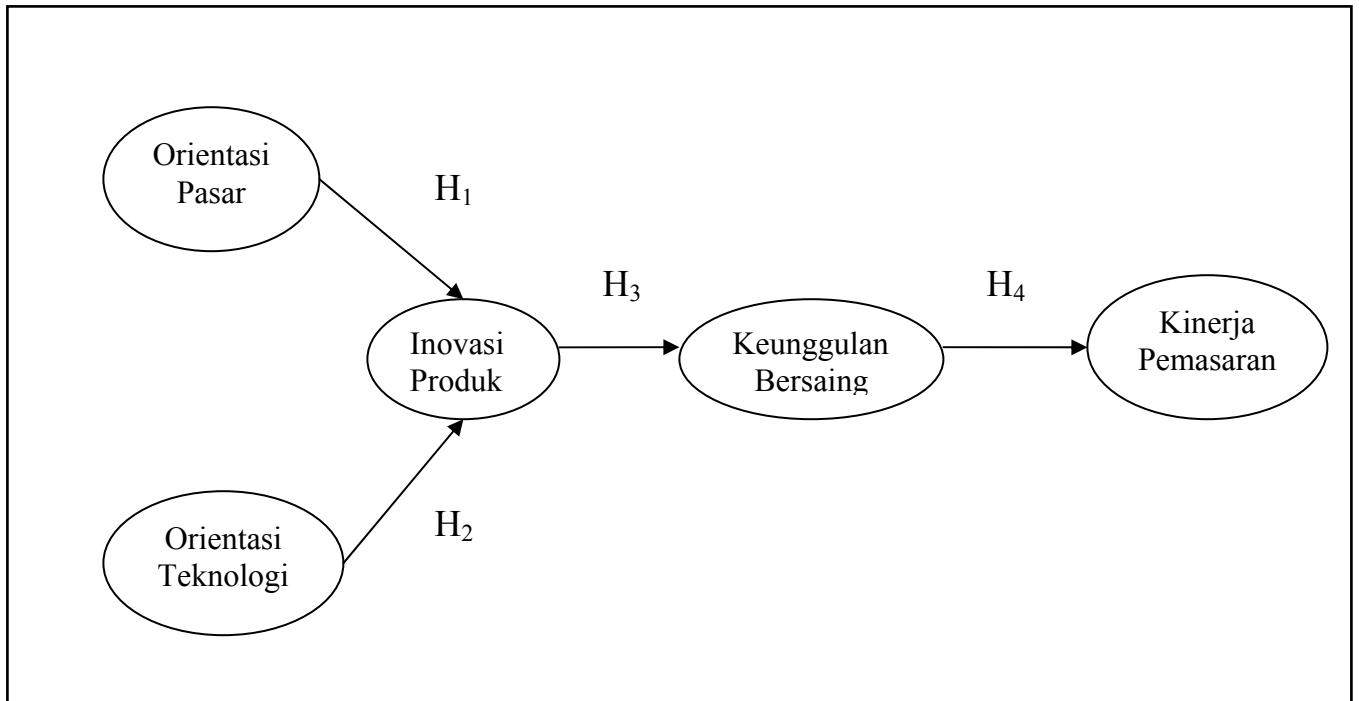 Orientasi
Pasar
H₁
H₃
H₄
Inovasi
Produk
Keunggulan
Bersaing
Kinerja
Pemasaran
H₂
Orientasi
Teknologi